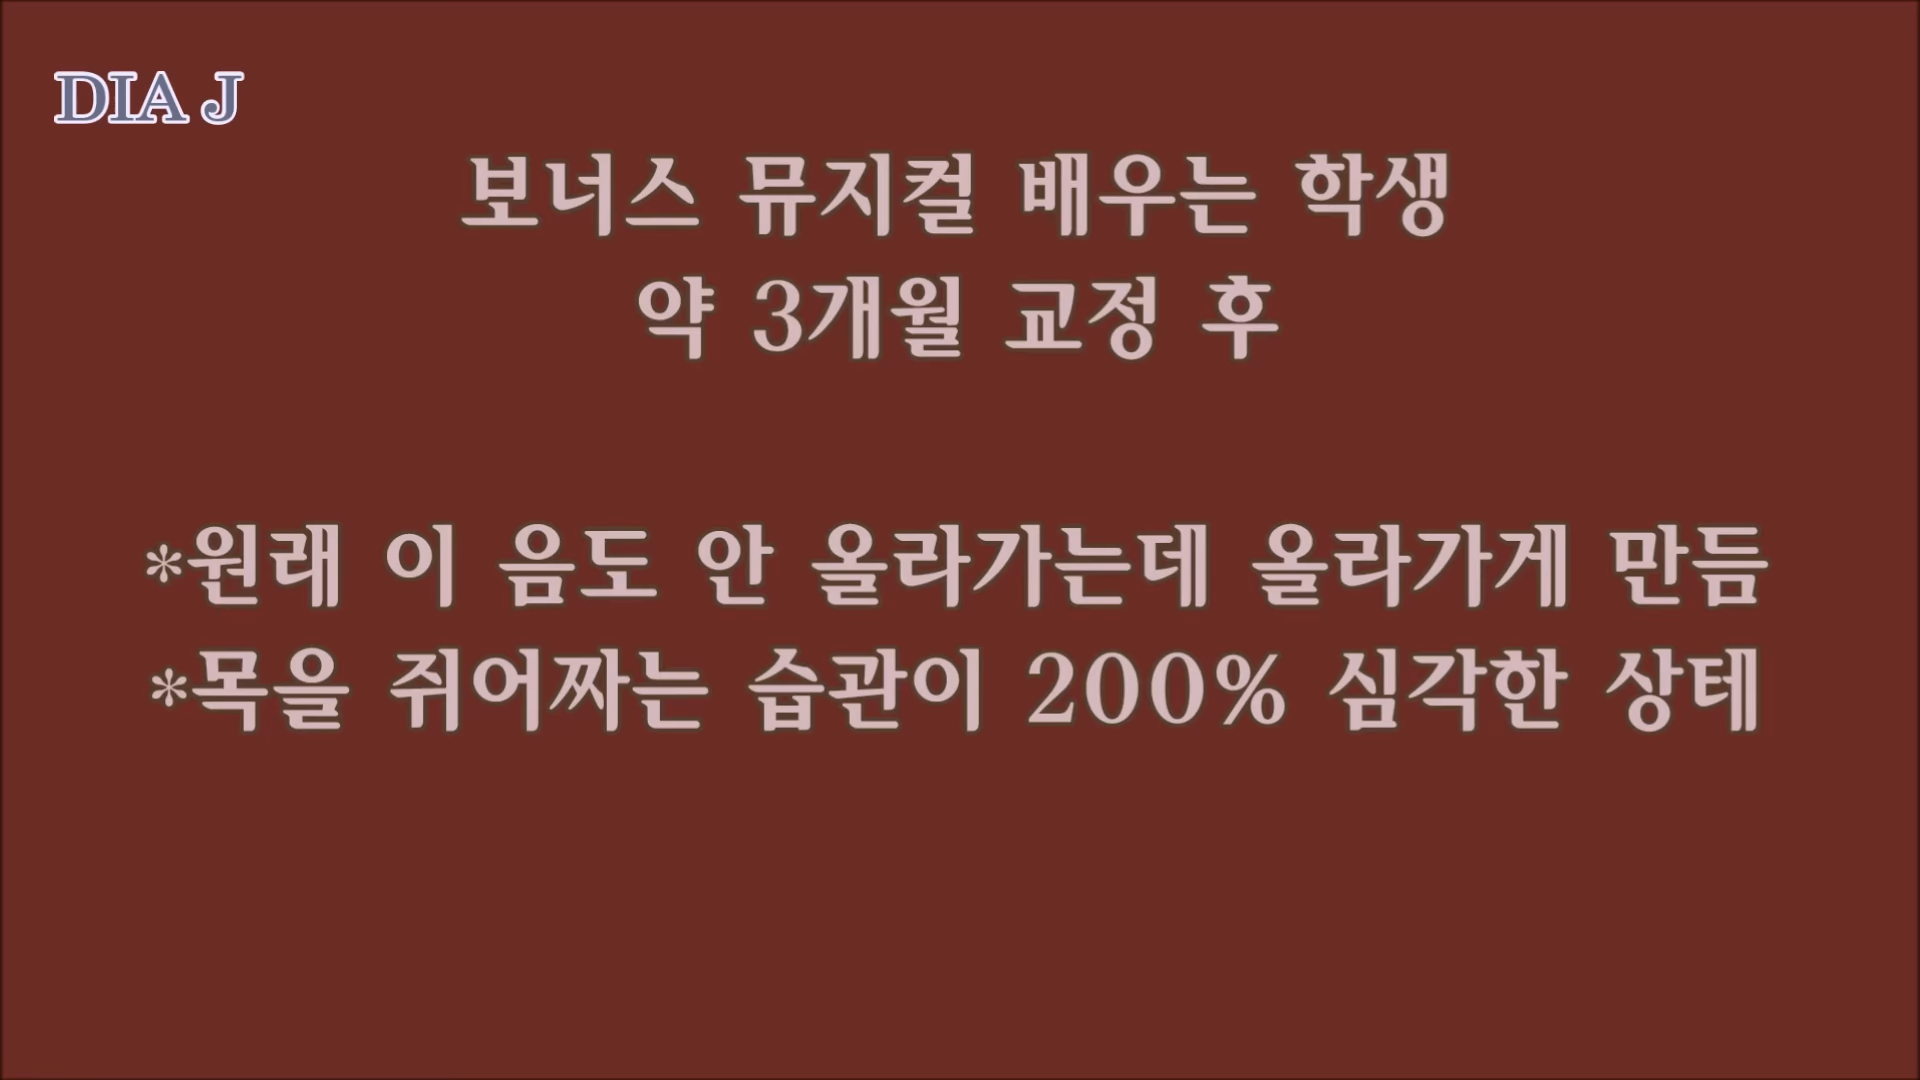 DIA J
보너스 뮤지컬 배우는 학생
약 3개월 교정 후
*원래 이 음도 안 올라가는데 올라가게 만듬
*목을 쥐어짜는 습관이 200% 심각한 상테